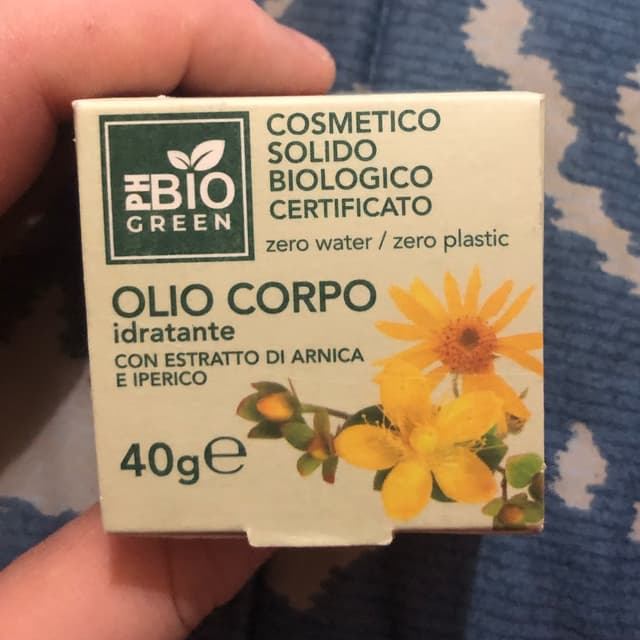 PH
BIO
GREEN
COSMETICO
SOLIDO
BIOLOGICO
CERTIFICATO
zero water / zero plastic
OLIO CORPO
idratante
CON ESTRATTO DI ARNICA
E IPERICO
40g℮